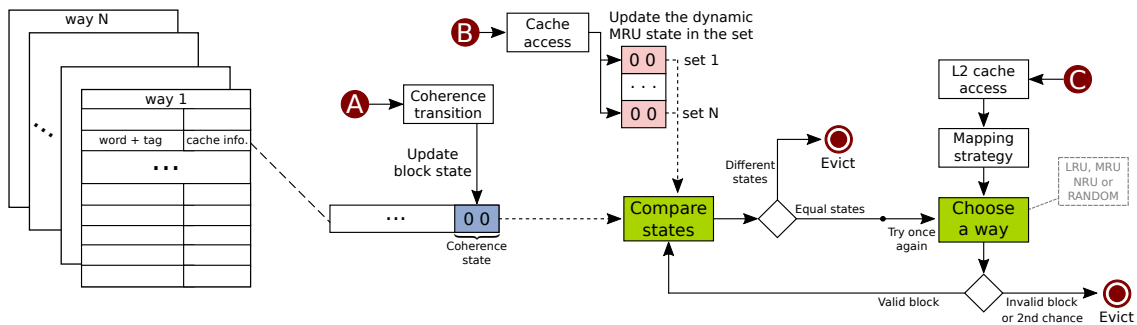 way N
way 1
word + tag
cache info.
...
...
A
Coherence
transition
Update
block state
...
0 0
Coherence
state
B
Cache
access
Update the dynamic
MRU state in the set
0 0
set 1
. . .
0 0
set N
Compare
states
Different
states
Evict
Equal states
Try once
again
C
L2 cache
access
Mapping
strategy
LRU, MRU
NRU or
RANDOM
Choose
a way
Valid block
Invalid block
or 2nd chance
Evict